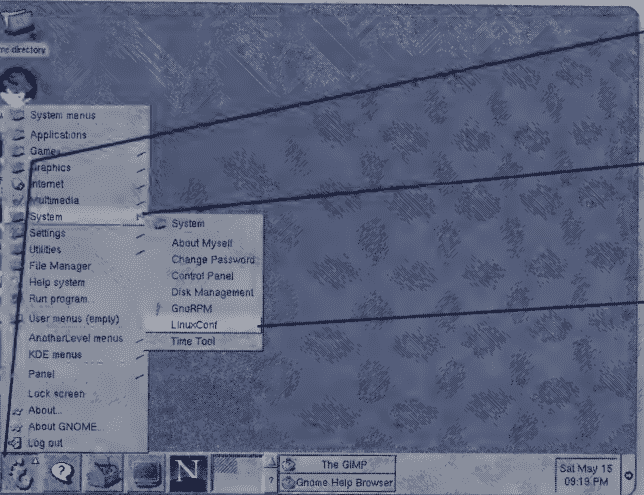 me directory
System menus
Applications
Games
Graphics
Internet
Multimedia
System
Settings
Utilities
File Manager
Help system
Run program
User menus (empty)
AnotherLevel menus
KDE menus
Panel
Lock screen
About...
About GNOME...
Log out
System
About Myself
Change Password
Control Panel
Disk Management
GnoRPM
LinuxConf
Time Tool
?
N
?
The GIMP
Gnome Help Browser
Sat May 15
09:19 PM